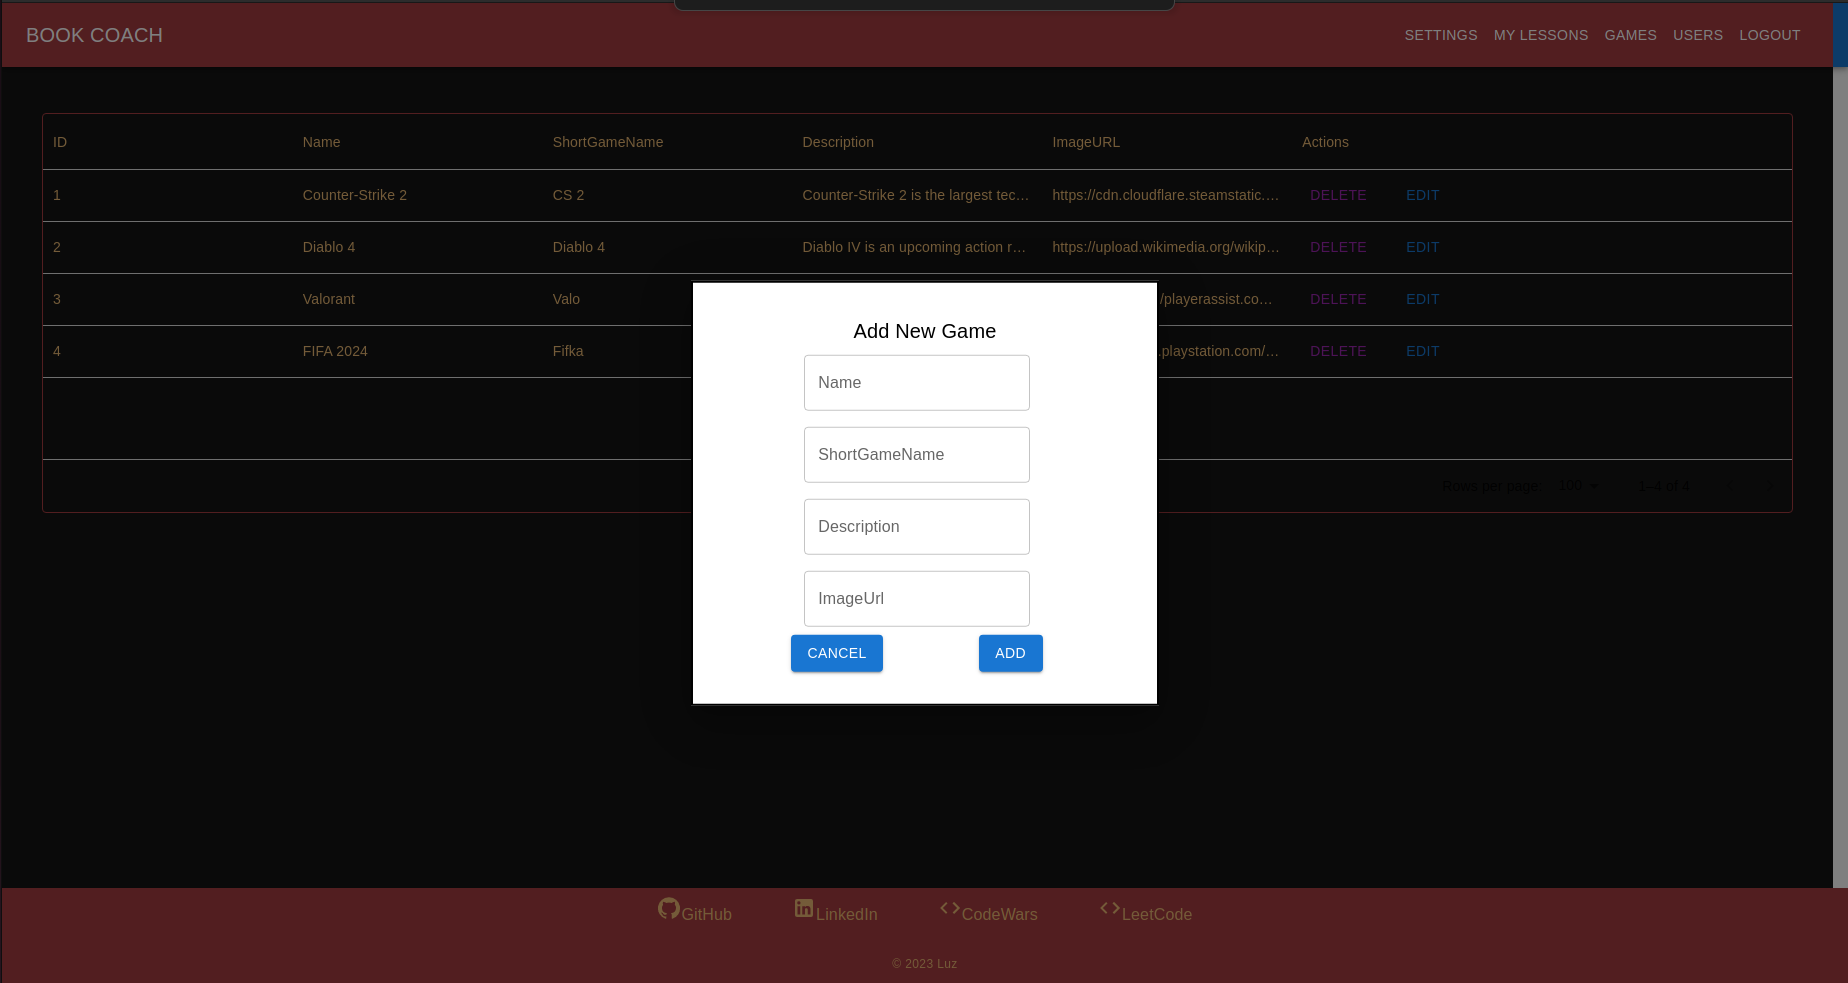 BOOK COACH SETTINGS MY LESSONS GAMES USERS LOGOUT
ID Name ShortGameName Description ImageURL Actions
1 Counter-Strike 2 CS 2 Counter-Strike 2 is the largest tec... https://cdn.cloudflare.steamstatic.... DELETE EDIT
2 Diablo 4 Diablo 4 Diablo IV is an upcoming action r... https://upload.wikimedia.org/wikip... DELETE EDIT
3 Valorant Valo /playerassist.co... DELETE EDIT
4 FIFA 2024 Fifka .playstation.com/... DELETE EDIT
Rows per page: 100 1–4 of 4
Add New Game
Name
ShortGameName
Description
ImageUrl
CANCEL ADD
GitHub LinkedIn CodeWars LeetCode
© 2023 Luz